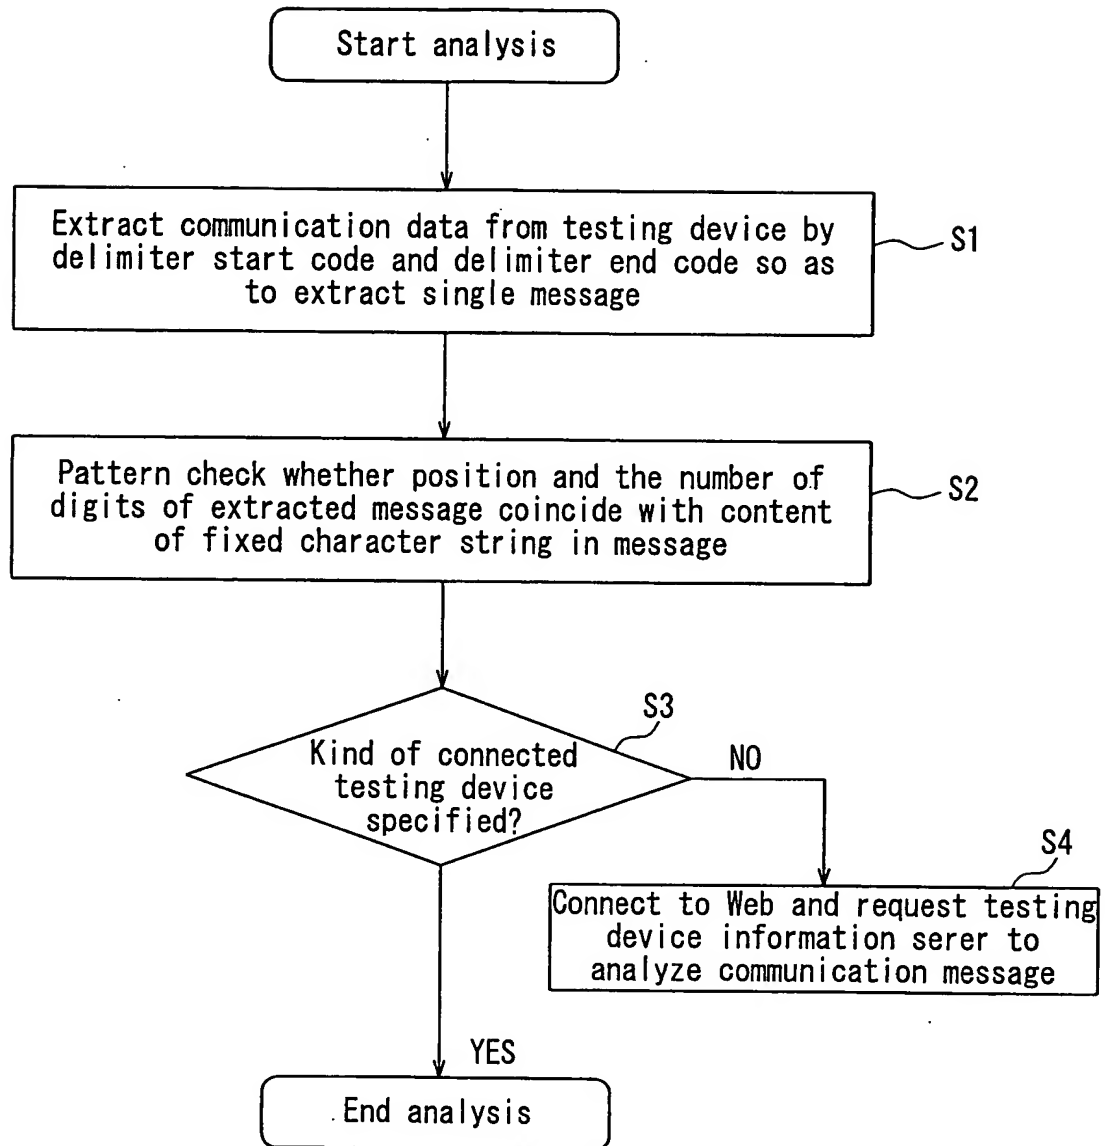 Start analysis
Extract communication data from testing device by
delimiter start code and delimiter end code so as
to extract single message
S1
Pattern check whether position and the number of
digits of extracted message coincide with content
of fixed character string in message
S2
S3
Kind of connected
testing device
specified?
NO
S4
Connect to Web and request testing
device information serer to
analyze communication message
YES
End analysis